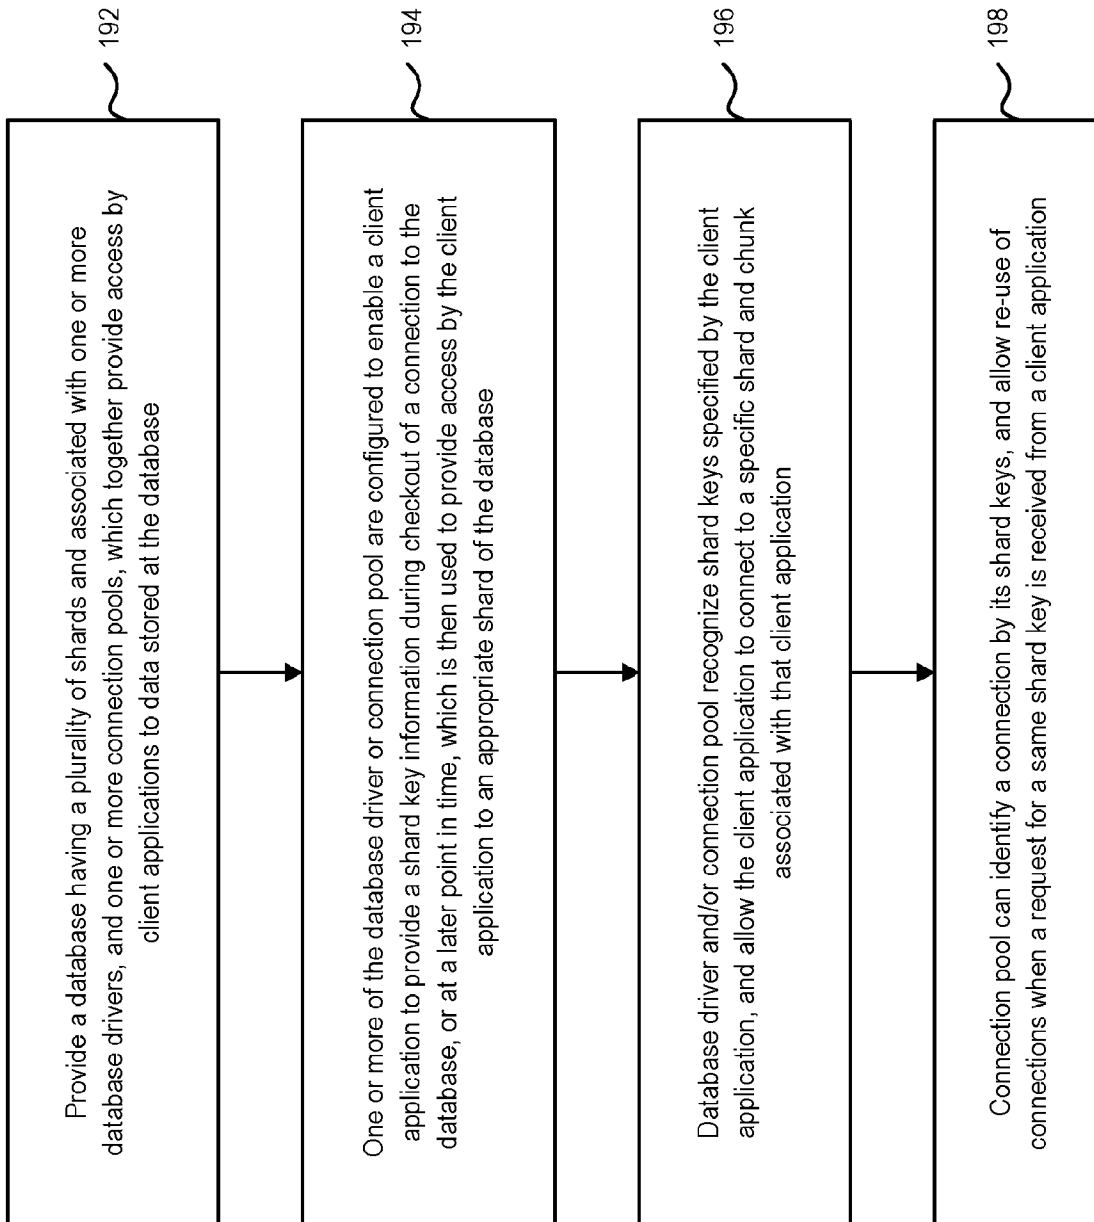 192
Provide a database having a plurality of shards and associated with one or more
database drivers, and one or more connection pools, which together provide access by
client applications to data stored at the database
194
One or more of the database driver or connection pool are configured to enable a client
application to provide a shard key information during checkout of a connection to the
database, or at a later point in time, which is then used to provide access by the client
application to an appropriate shard of the database
196
Database driver and/or connection pool recognize shard keys specified by the client
application, and allow the client application to connect to a specific shard and chunk
associated with that client application
198
Connection pool can identify a connection by its shard keys, and allow re-use of
connections when a request for a same shard key is received from a client application